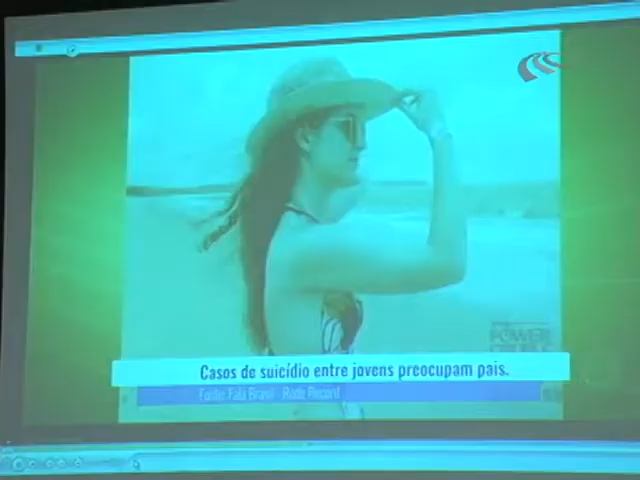 POWER
Casos de suicídio entre jovens preocupam pais.
Fonte: Fala Brasil - Rede Record